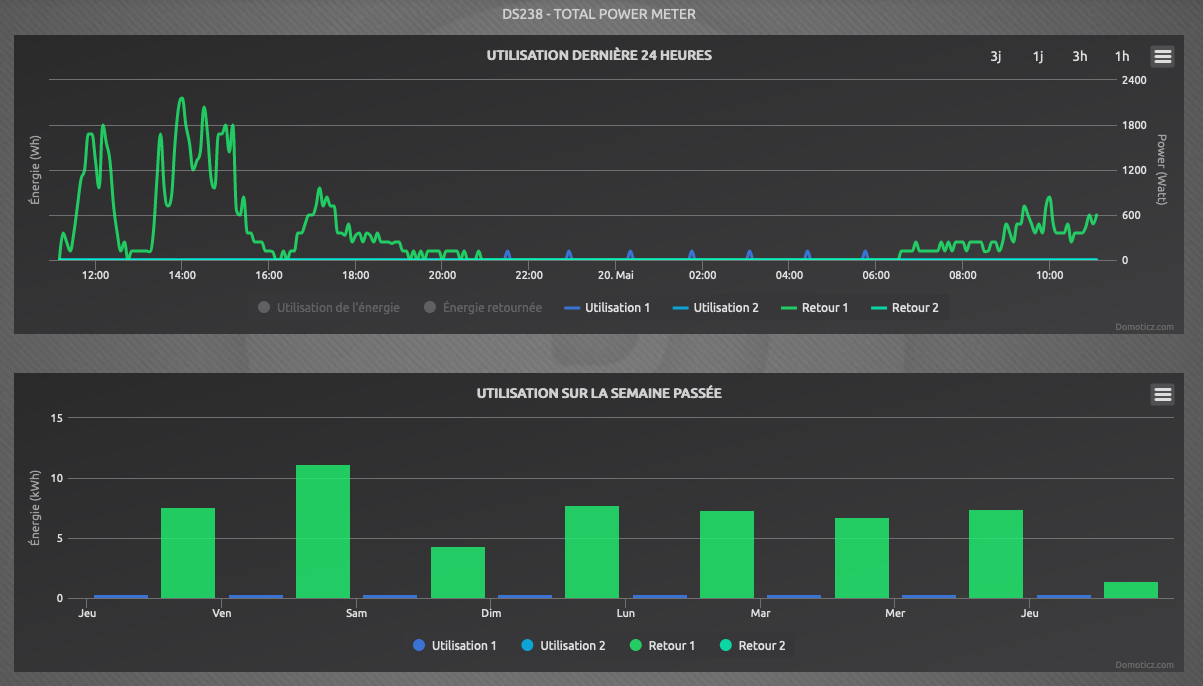 DS238 - TOTAL POWER METER
UTILISATION DERNIÈRE 24 HEURES
3j 1j 3h 1h
Énergie (Wh)
2400
1800
1200
600
0
Power (Watt)
12:00 14:00 16:00 18:00 20:00 22:00 20. Mai 02:00 04:00 06:00 08:00 10:00
Utilisation de l'énergie Énergie retournée Utilisation 1 Utilisation 2 Retour 1 Retour 2
Domoticz.com
UTILISATION SUR LA SEMAINE PASSÉE
Énergie (kWh)
15
10
5
0
Jeu Ven Sam Dim Lun Mar Mer Jeu
Utilisation 1 Utilisation 2 Retour 1 Retour 2
Domoticz.com